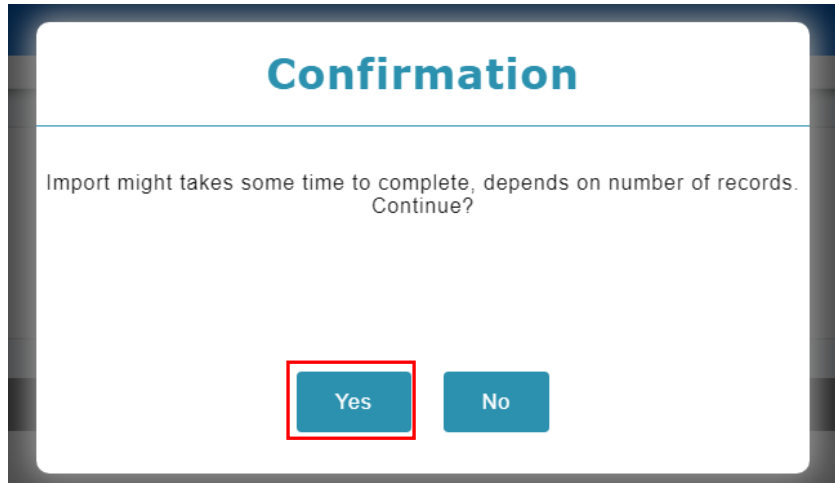 Confirmation
Import might takes some time to complete, depends on number of records.
Continue?
Yes
No